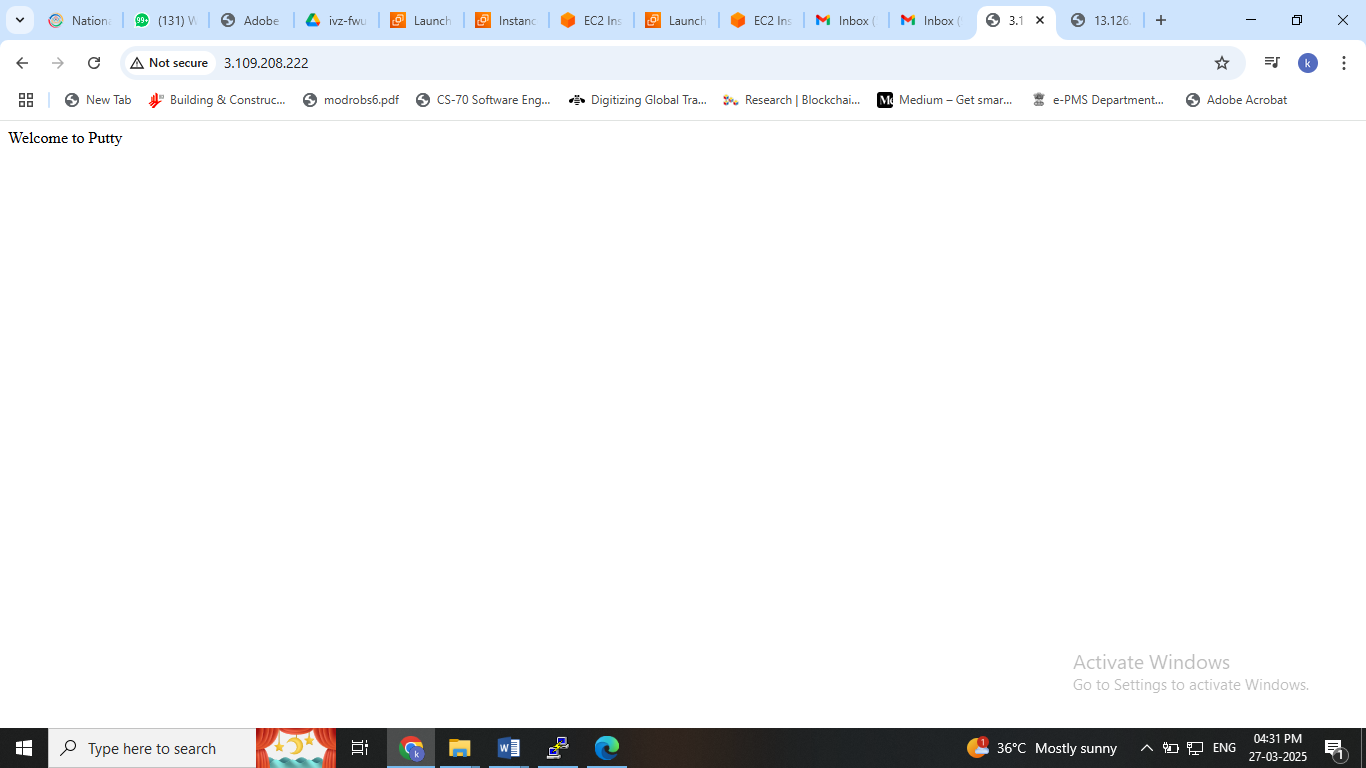 Nationa
(131) W
Adobe
ivz-fwu
Launch
Instanc
EC2 Ins
Launch
EC2 Ins
Inbox (
Inbox (
3.1
13.126.
Not secure
3.109.208.222
k
New Tab
Building & Construc...
modrobs6.pdf
CS-70 Software Eng...
Digitizing Global Tra...
Research | Blockchai...
Medium – Get smar...
e-PMS Department...
Adobe Acrobat
Welcome to Putty
Activate Windows
Go to Settings to activate Windows.
Type here to search
1
36°C Mostly sunny
ENG
04:31 PM
27-03-2025
1